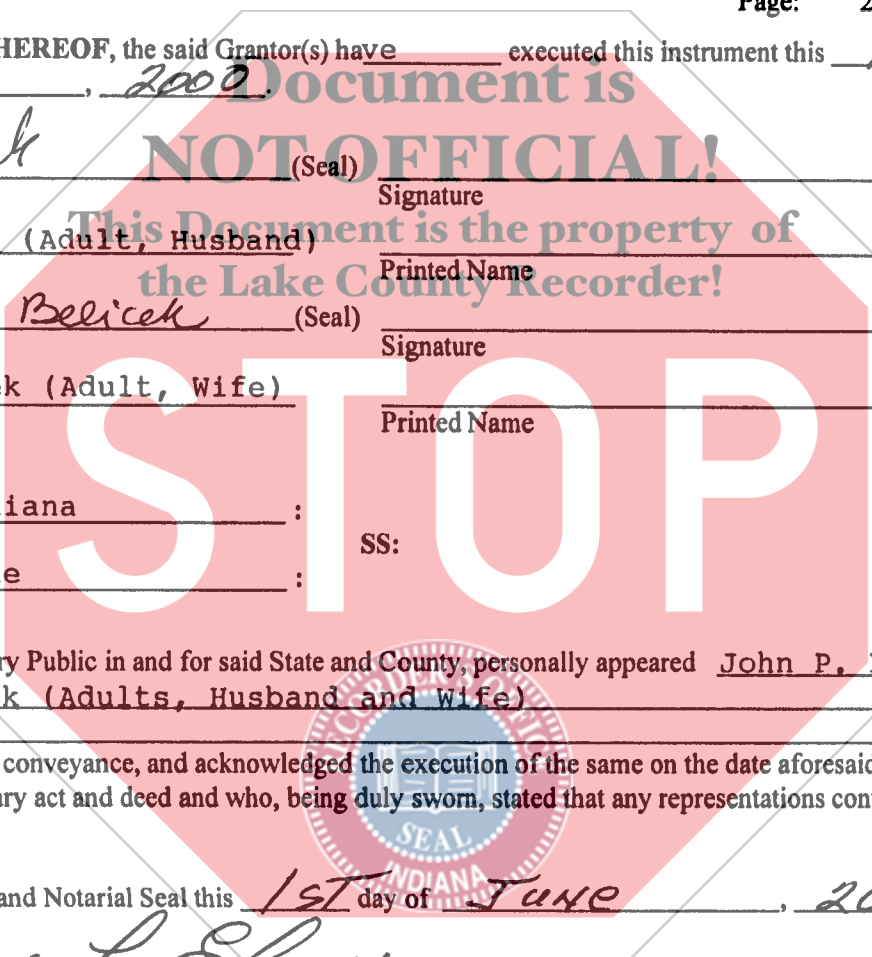 Page: 2
HEREOF, the said Grantor(s) have executed this instrument this
, 2000.
Document is
NOT OFFICIAL!
(Seal)
Signature
This Document is the property of
(Adult, Husband)
Printed Name
the Lake County Recorder!
Belicek (Seal)
Signature
k (Adult, Wife)
Printed Name
STOP
iana :
SS:
e :
ry Public in and for said State and County, personally appeared John P.
k (Adults, Husband and Wife)
RECORDER'S OFFICE
conveyance, and acknowledged the execution of the same on the date aforesaid
ary act and deed and who, being duly sworn, stated that any representations con
SEAL
INDIANA
and Notarial Seal this 1ST day of June, 20